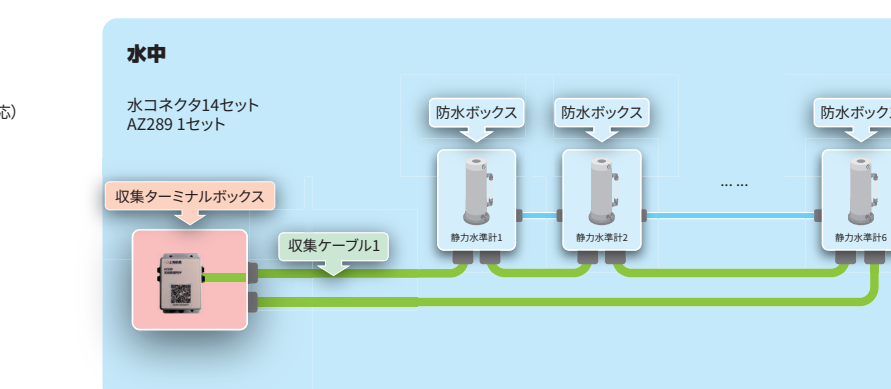 水中
応）
水コネクタ14セット
AZ289 1セット
防水ボックス
防水ボックス
防水ボック
収集ターミナルボックス
... ...
静力水準計1
静力水準計2
静力水準計6
収集ケーブル1